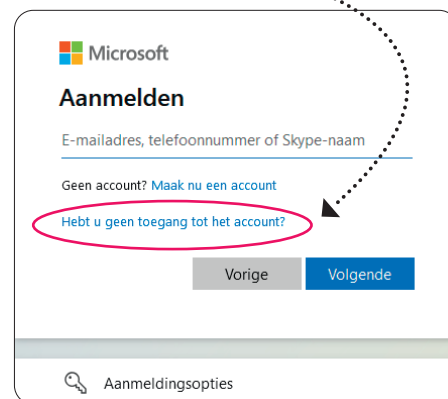 Microsoft
Aanmelden
E-mailadres, telefoonnummer of Skype-naam
Geen account? Maak nu een account
Hebt u geen toegang tot het account?
Vorige Volgende
Aanmeldingsopties